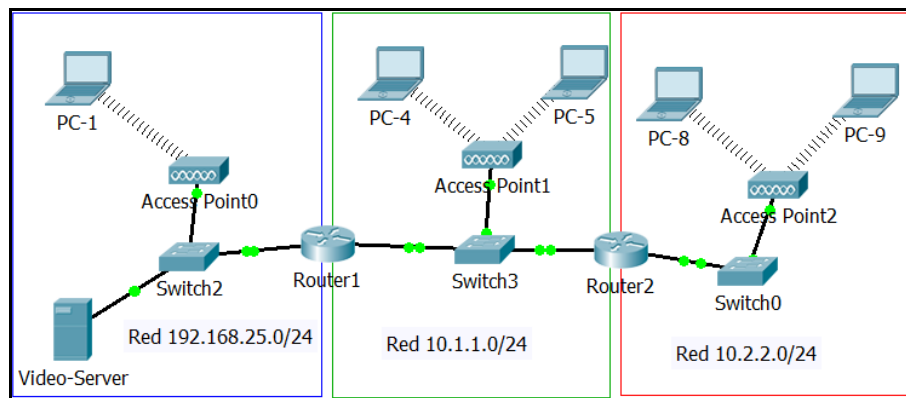 PC-1
Access Point0
Switch2
Router1
Video-Server
Red 192.168.25.0/24
PC-4
PC-5
Access Point1
Switch3
Router2
Red 10.1.1.0/24
PC-8
PC-9
Access Point2
Switch0
Red 10.2.2.0/24